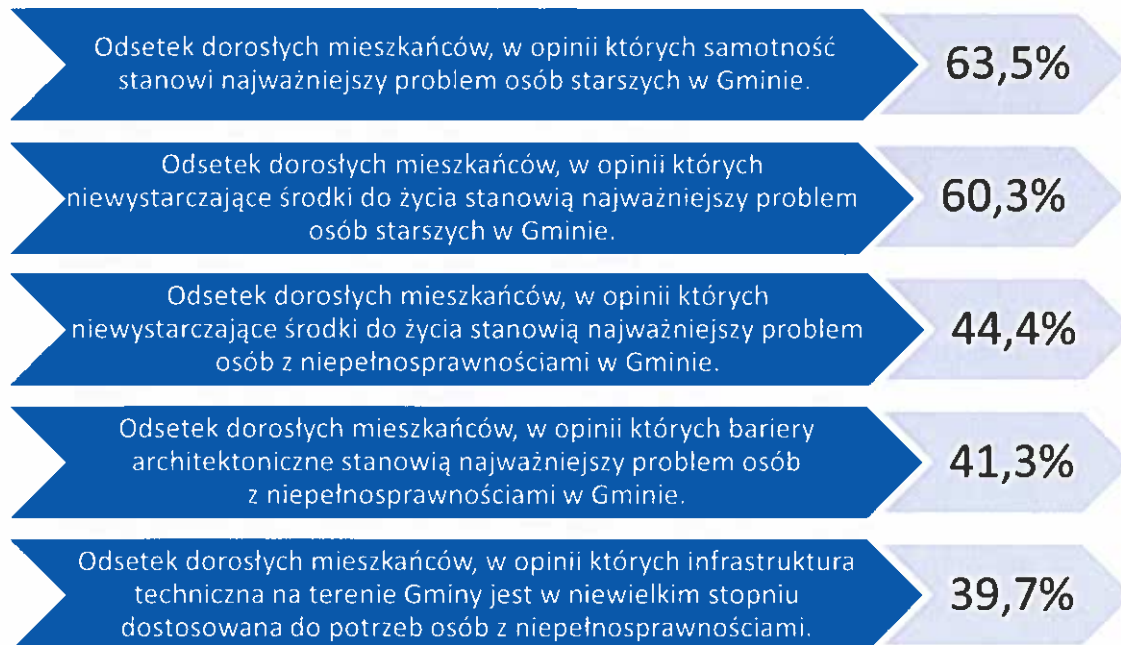 Odsetek dorosłych mieszkańców, w opinii których samotność
stanowi najważniejszy problem osób starszych w Gminie.
63,5%
Odsetek dorosłych mieszkańców, w opinii których
niewystarczające środki do życia stanowią najważniejszy problem
osób starszych w Gminie.
60,3%
Odsetek dorosłych mieszkańców, w opinii których
niewystarczające środki do życia stanowią najważniejszy problem
osób z niepełnosprawnościami w Gminie.
44,4%
Odsetek dorosłych mieszkańców, w opinii których bariery
architektoniczne stanowią najważniejszy problem osób
z niepełnosprawnościami w Gminie.
41,3%
Odsetek dorosłych mieszkańców, w opinii których infrastruktura
techniczna na terenie Gminy jest w niewielkim stopniu
dostosowana do potrzeb osób z niepełnosprawnościami.
39,7%